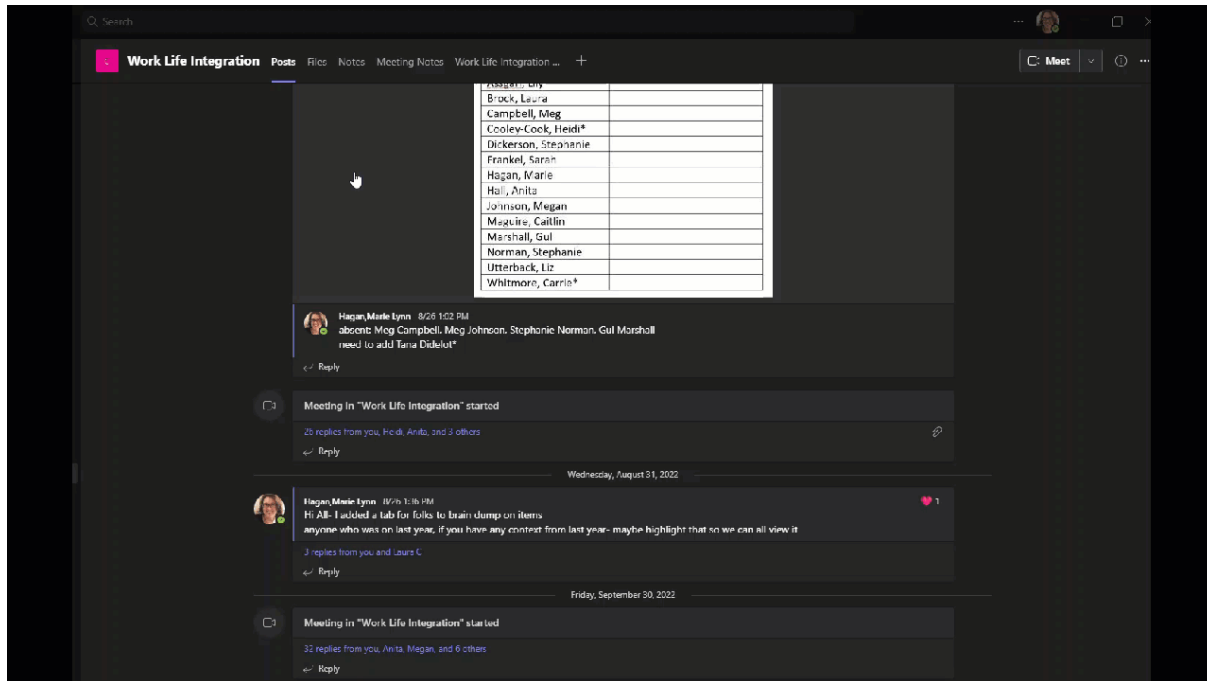 Search
Work Life Integration Posts Files Notes Meeting Notes Work Life Integration ... +
Meet
Brock, Laura
Campbell, Meg
Cooley-Cook, Heidi*
Dickerson, Stephanie
Frankel, Sarah
Hagan, Marie
Hall, Anita
Johnson, Megan
Maguire, Caitlin
Marshall, Gul
Norman, Stephanie
Utterback, Liz
Whitmore, Carrie*
Hagan,Marie Lynn 8/26 1:02 PM
absent: Meg Campbell, Meg Johnson, Stephanie Norman, Gul Marshall
need to add Tana Didelot*
Reply
Meeting in "Work Life Integration" started
replies from you, Heidi, Anita, and 3 others
Reply
Wednesday, August 31, 2022
Hagan,Marie Lynn 8/26 1:16 PM
1
Hi All- I added a tab for folks to brain dump on items
anyone who was on last year, if you have any context from last year- maybe highlight that so we can all view it
3 replies from you and Laura C
Reply
Friday, September 30, 2022
Meeting in "Work Life Integration" started
replies from you, Anita, Megan, and 6 others
Reply